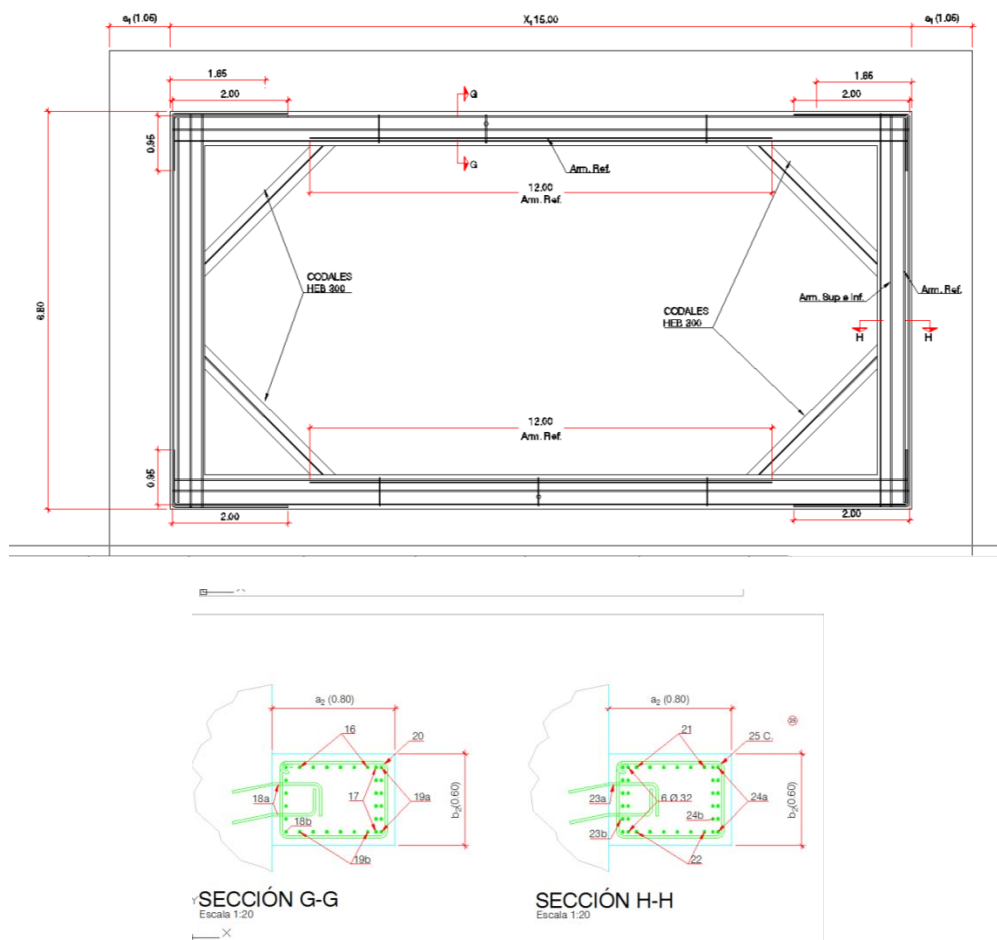 a₁ (1.05)
X₁ 15.00
a₁ (1.05)
1.65
2.00
1.65
2.00
G
G
0.95
Arm. Ref.
12.00
Arm. Ref.
CODALES
HEB 300
6.80
CODALES
HEB 300
Arm. Sup e Inf.
Arm. Ref.
H
H
12.00
Arm. Ref.
0.95
2.00
2.00
a₂ (0.80)
16
20
18a
17
19a
18b
19b
b₂(0.60)
SECCIÓN G-G
Escala 1:20
Y
X
a₂ (0.80)
21
25 C.
23a
6 Ø 32
24a
24b
23b
22
b₂(0.60)
SECCIÓN H-H
Escala 1:20